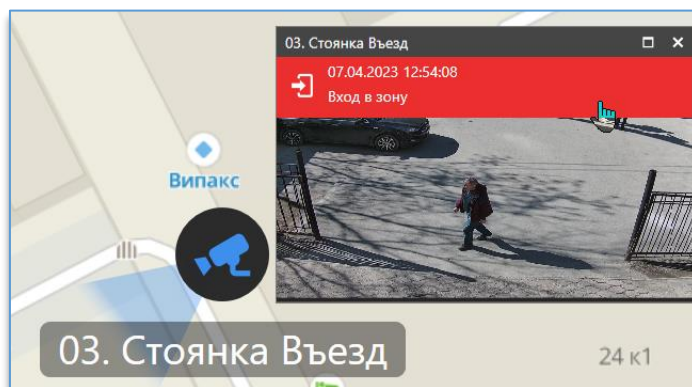 03. Стоянка Въезд
07.04.2023 12:54:08
Вход в зону
Випакс
03. Стоянка Въезд
24 к1